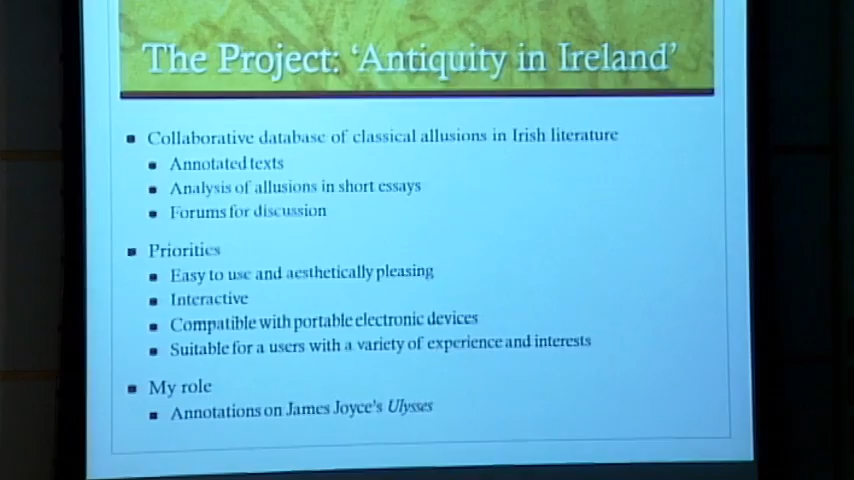 The Project: ‘Antiquity in Ireland’
Collaborative database of classical allusions in Irish literature
Annotated texts
Analysis of allusions in short essays
Forums for discussion
Priorities
Easy to use and aesthetically pleasing
Interactive
Compatible with portable electronic devices
Suitable for a users with a variety of experience and interests
My role
Annotations on James Joyce's Ulysses